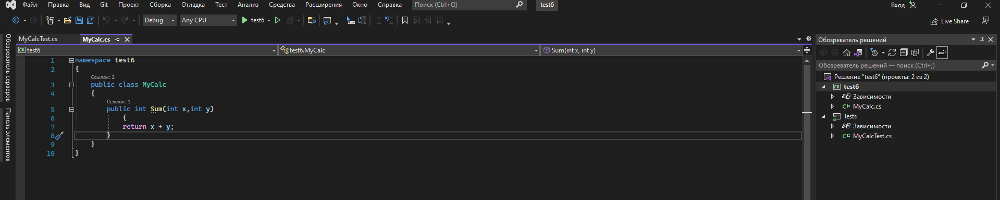 Файл Правка Вид Git Проект Сборка Отладка Тест Анализ Средства Расширения Окно Справка Поиск (Ctrl+Q) test6 Вход
Debug Any CPU test6 Live Share
Обозреватель серверов
Панель элементов
MyCalcTest.cs MyCalc.cs
test6 test6.MyCalc Sum(int x, int y)
1 namespace test6
2 {
Ссылок: 2
3 public class MyCalc
4 {
Ссылок: 1
5 public int Sum(int x,int y)
6 {
7 return x + y;
8 }
9 }
10 }
Обозреватель решений
Обозреватель решений — поиск (Ctrl+;)
Решение "test6" (проекты: 2 из 2)
C# test6
Зависимости
C# MyCalc.cs
Tests
Зависимости
C# MyCalcTest.cs